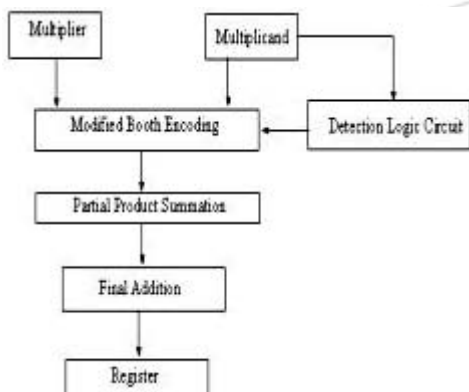 Multiplier
Multiplicand
Modified Booth Encoding
Detection Logic Circuit
Partial Product Summation
Final Addition
Register